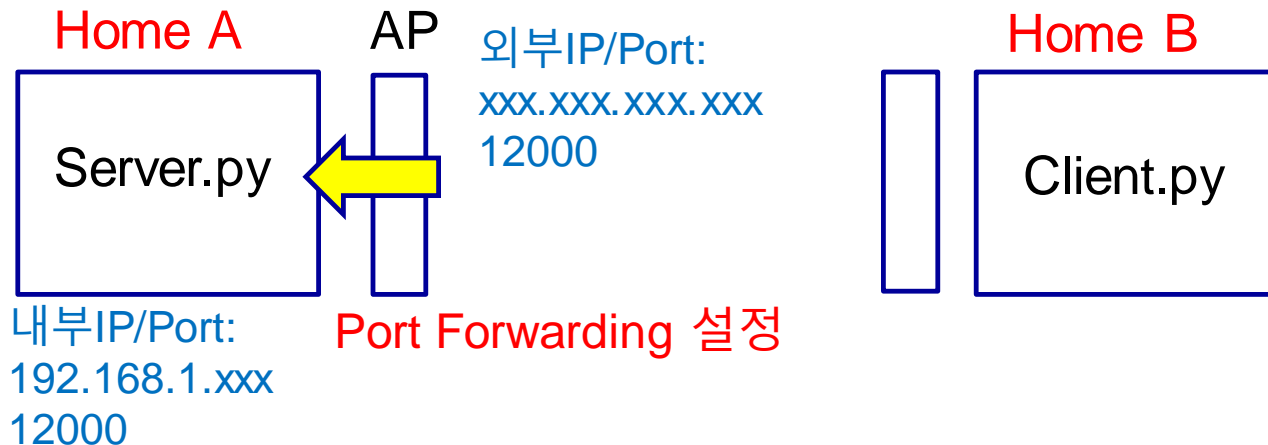 Home A
AP
외부IP/Port:
xxx.xxx.xxx.xxx
12000
Home B
Server.py
Client.py
내부IP/Port:
192.168.1.xxx
12000
Port Forwarding 설정